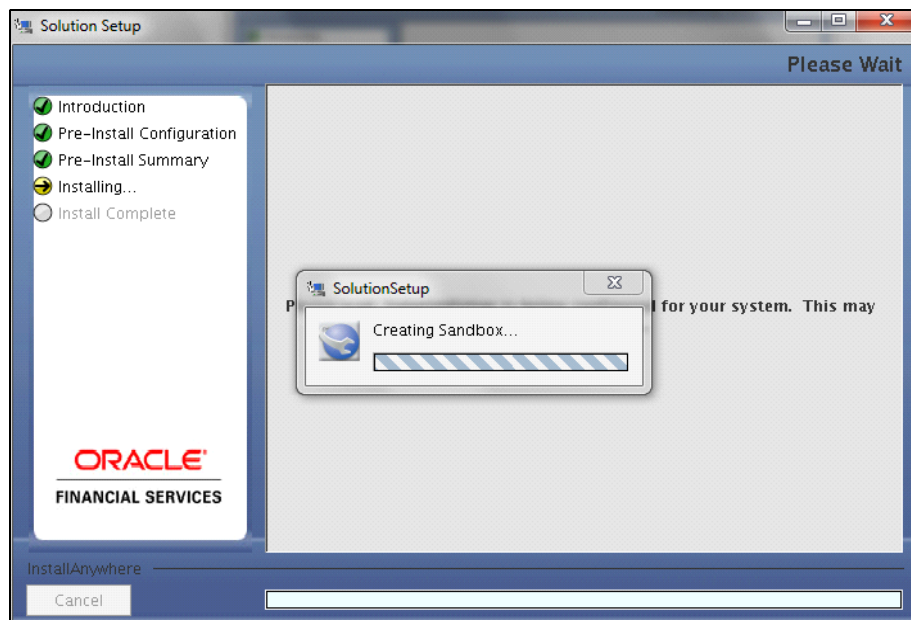 Solution Setup
Please Wait
Introduction
Pre-Install Configuration
Pre-Install Summary
Installing...
Install Complete
SolutionSetup
Creating Sandbox...
for your system. This may
ORACLE
FINANCIAL SERVICES
InstallAnywhere
Cancel